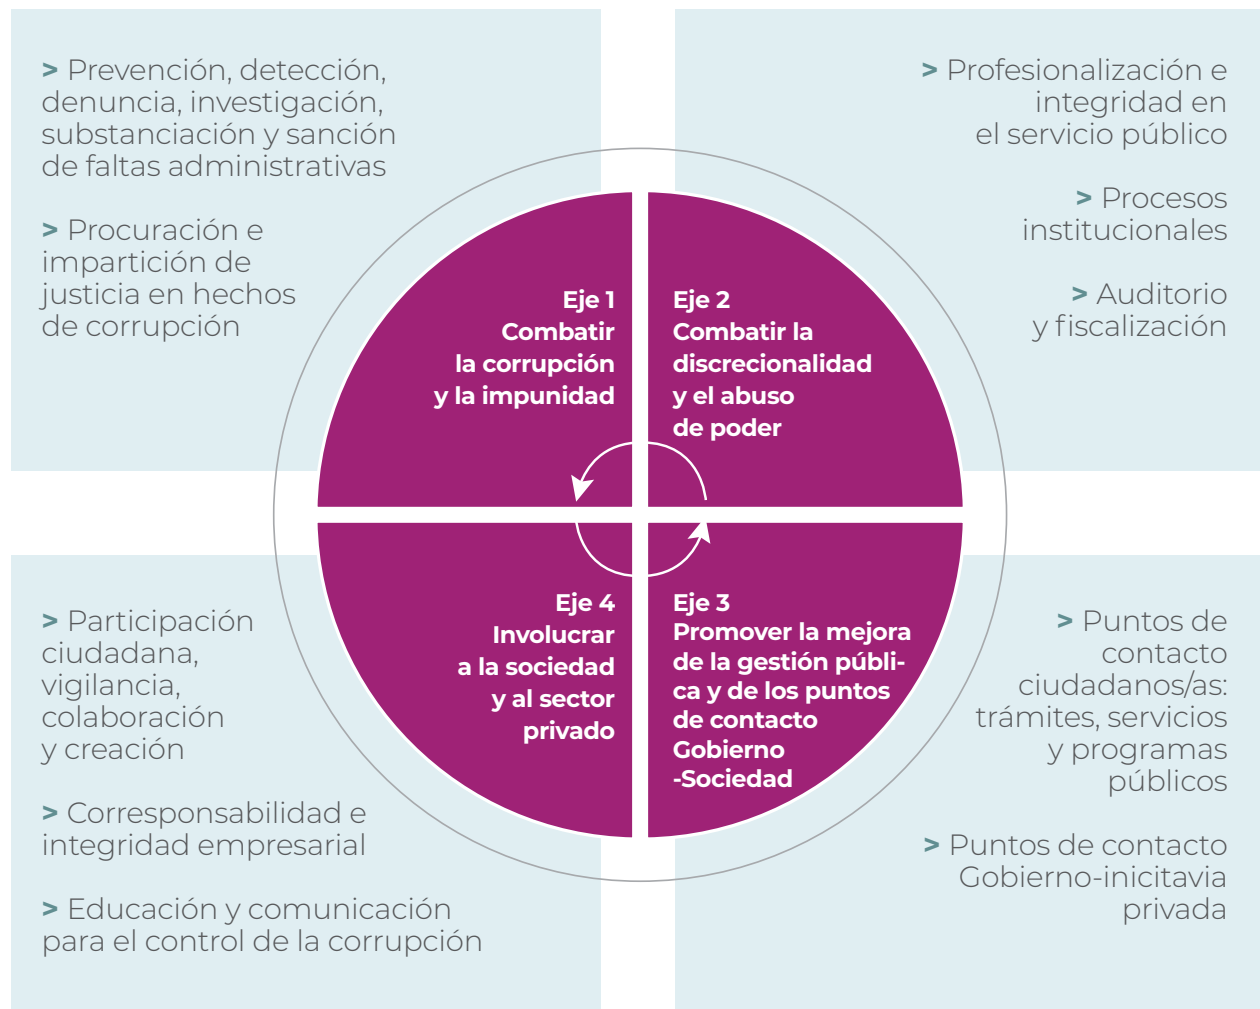 > Prevención, detección,
denuncia, investigación,
substanciación y sanción
de faltas administrativas
> Procuración e
impartición de
justicia en hechos
de corrupción
Eje 1
Combatir
la corrupción
y la impunidad
Eje 2
Combatir la
discrecionalidad
y el abuso
de poder
> Profesionalización e
integridad en
el servicio público
> Procesos
institucionales
> Auditorio
y fiscalización
> Participación
ciudadana,
vigilancia,
colaboración
y creación
> Corresponsabilidad e
integridad empresarial
> Educación y comunicación
para el control de la corrupción
Eje 4
Involucrar
a la sociedad
y al sector
privado
Eje 3
Promover la mejora
de la gestión públi-
ca y de los puntos
de contacto
Gobierno
-Sociedad
> Puntos de
contacto
ciudadanos/as:
trámites, servicios
y programas
públicos
> Puntos de contacto
Gobierno-inicitavia
privada